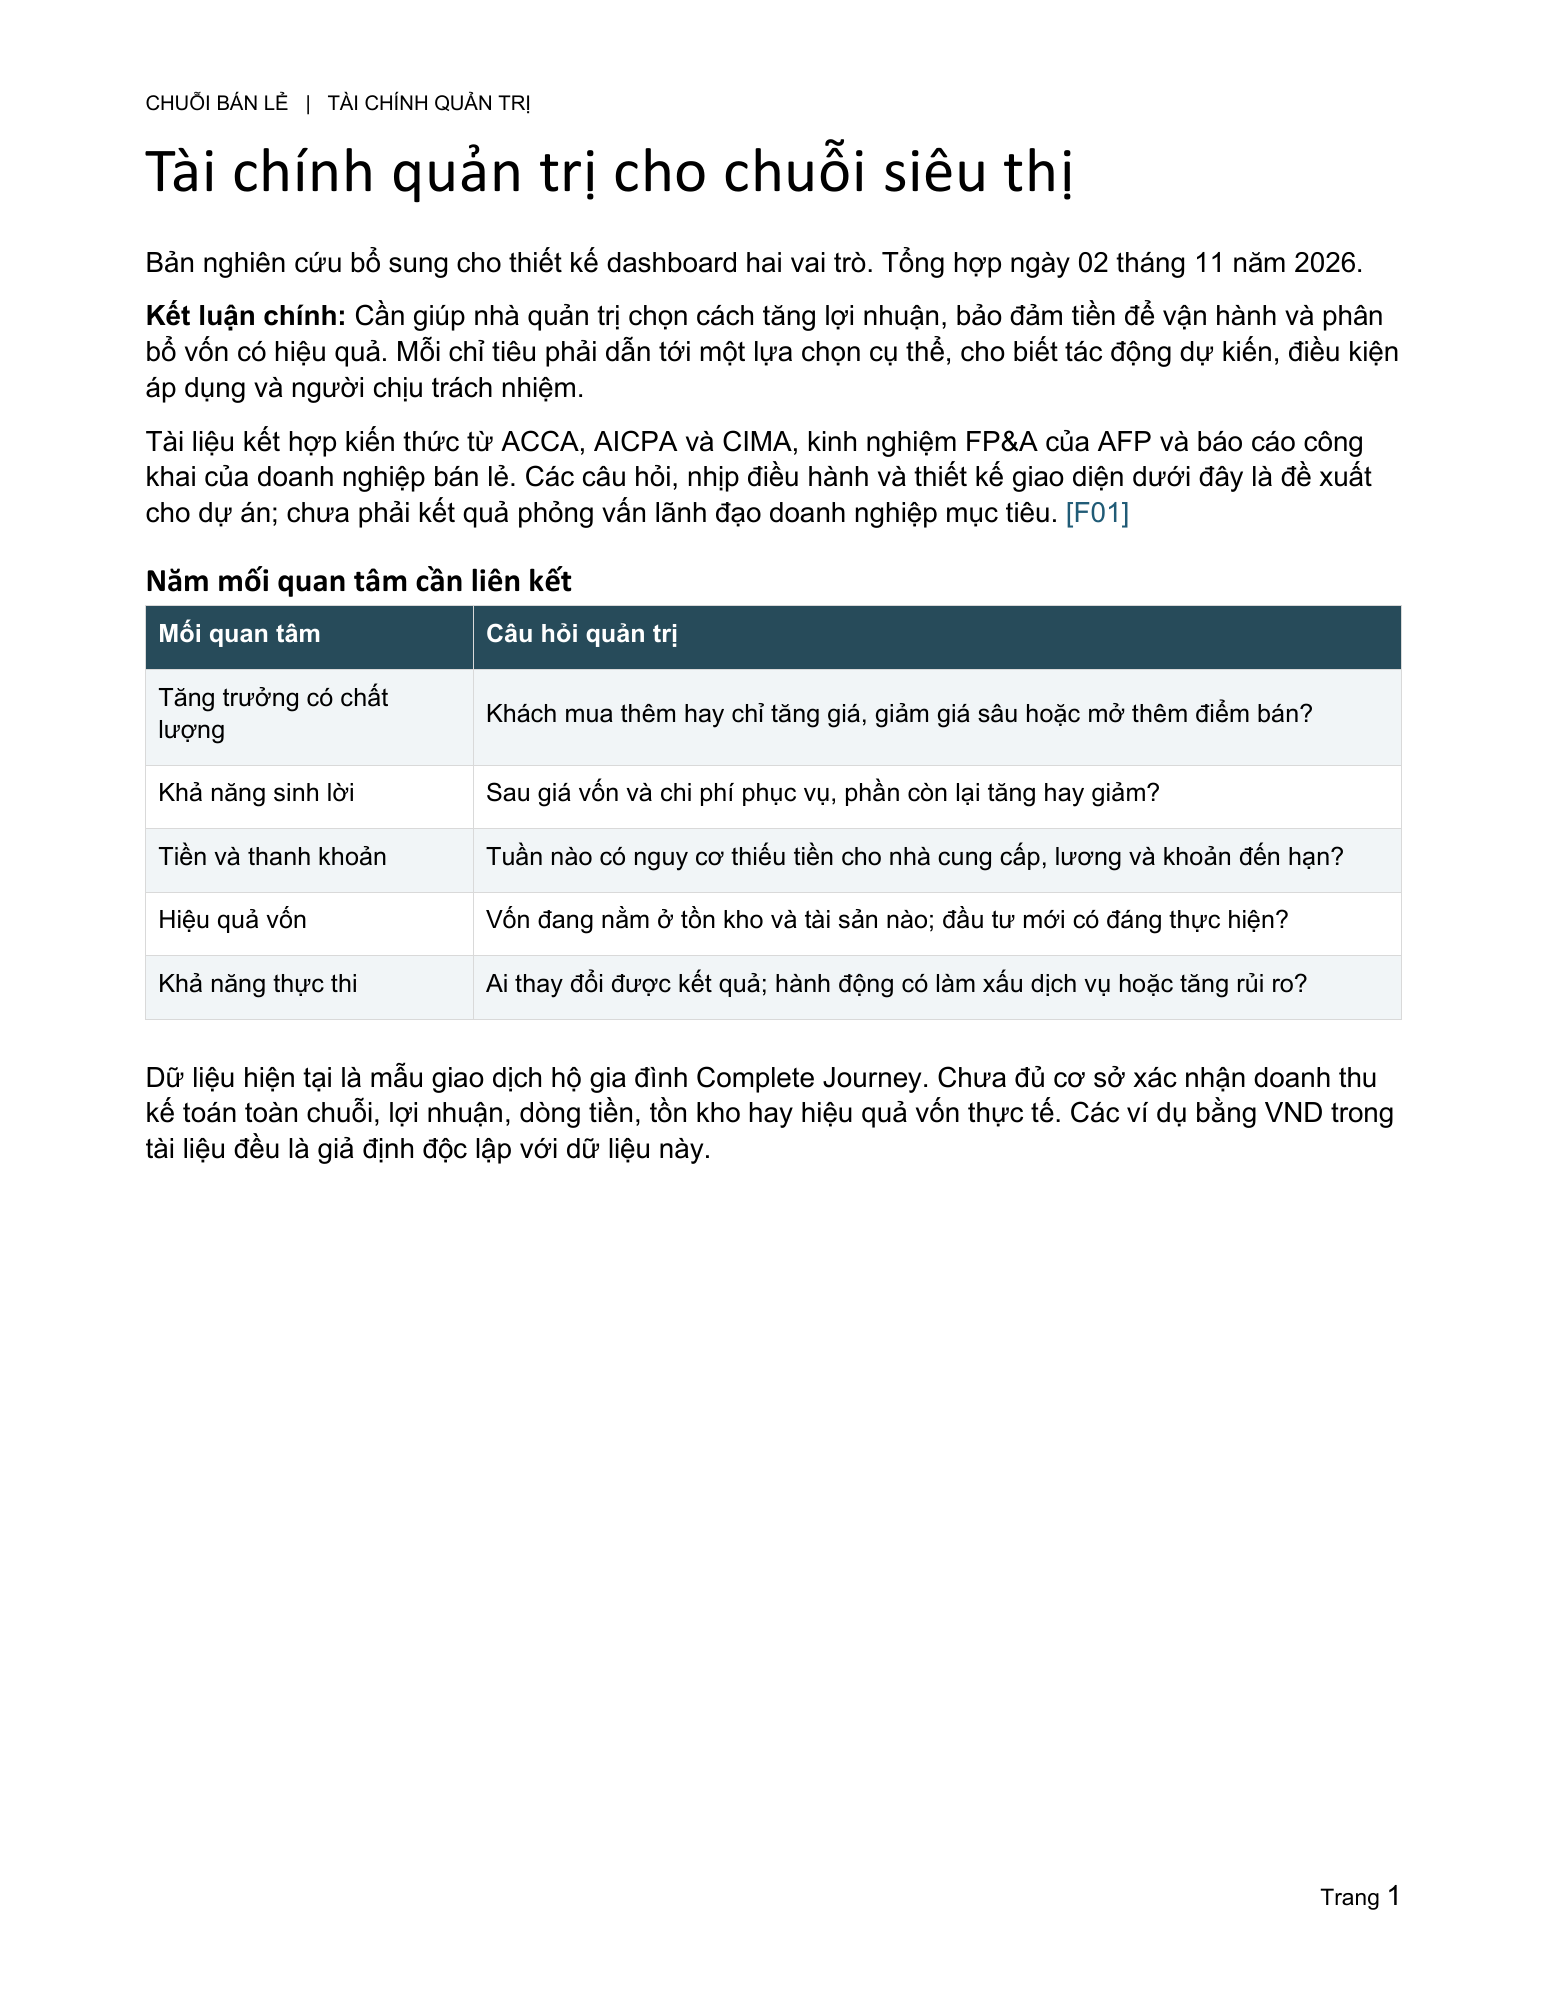 CHUỖI BÁN LẺ | TÀI CHÍNH QUẢN TRỊ
Tài chính quản trị cho chuỗi siêu thị
Bản nghiên cứu bổ sung cho thiết kế dashboard hai vai trò. Tổng hợp ngày 02 tháng 11 năm 2026.
Kết luận chính: Cần giúp nhà quản trị chọn cách tăng lợi nhuận, bảo đảm tiền để vận hành và phân
bổ vốn có hiệu quả. Mỗi chỉ tiêu phải dẫn tới một lựa chọn cụ thể, cho biết tác động dự kiến, điều kiện
áp dụng và người chịu trách nhiệm.
Tài liệu kết hợp kiến thức từ ACCA, AICPA và CIMA, kinh nghiệm FP&A của AFP và báo cáo công
khai của doanh nghiệp bán lẻ. Các câu hỏi, nhịp điều hành và thiết kế giao diện dưới đây là đề xuất
cho dự án; chưa phải kết quả phỏng vấn lãnh đạo doanh nghiệp mục tiêu. [F01]
Năm mối quan tâm cần liên kết
Mối quan tâm Câu hỏi quản trị
Tăng trưởng có chất
lượng
Khách mua thêm hay chỉ tăng giá, giảm giá sâu hoặc mở thêm điểm bán?
Khả năng sinh lời Sau giá vốn và chi phí phục vụ, phần còn lại tăng hay giảm?
Tiền và thanh khoản Tuần nào có nguy cơ thiếu tiền cho nhà cung cấp, lương và khoản đến hạn?
Hiệu quả vốn Vốn đang nằm ở tồn kho và tài sản nào; đầu tư mới có đáng thực hiện?
Khả năng thực thi Ai thay đổi được kết quả; hành động có làm xấu dịch vụ hoặc tăng rủi ro?
Dữ liệu hiện tại là mẫu giao dịch hộ gia đình Complete Journey. Chưa đủ cơ sở xác nhận doanh thu
kế toán toàn chuỗi, lợi nhuận, dòng tiền, tồn kho hay hiệu quả vốn thực tế. Các ví dụ bằng VND trong
tài liệu đều là giả định độc lập với dữ liệu này.
Trang 1